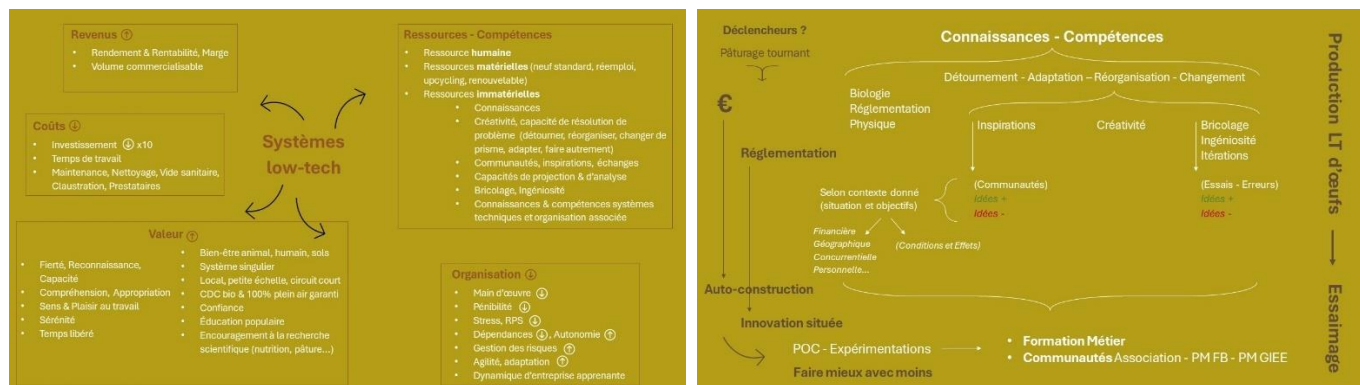 Revenus ↑
• Rendement & Rentabilité, Marge
• Volume commercialisable
Coûts ↓
• Investissement ↓ x10
• Temps de travail
• Maintenance, Nettoyage, Vide sanitaire,
Claustration, Prestataires
Systèmes
low-tech
Valeur ↑
• Fierté, Reconnaissance,
Capacité
• Compréhension, Appropriation
• Sens & Plaisir au travail
• Sérénité
• Temps libéré
• Bien-être animal, humain, sols
• Système singulier
• Local, petite échelle, circuit court
• CDC bio & 100% plein air garanti
• Confiance
• Éducation populaire
• Encouragement à la recherche
scientifique (nutrition, pâture...)
Ressources - Compétences
• Ressource humaine
• Ressources matérielles (neuf standard, réemploi,
upcycling, renouvelable)
• Ressources immatérielles
• Connaissances
• Créativité, capacité de résolution de
problème (détourner, réorganiser, changer de
prisme, adapter, faire autrement)
• Communautés, inspirations, échanges
• Capacités de projection & d'analyse
• Bricolage, Ingéniosité
• Connaissances & compétences systèmes
techniques et organisation associée
Organisation ↓
• Main d'œuvre ↓
• Pénibilité ↓
• Stress, RPS ↓
• Dépendances ↓, Autonomie ↑
• Gestion des risques ↑
• Agilité, adaptation ↑
• Dynamique d'entreprise apprenante
Déclencheurs ?
Pâturage tournant
€
Réglementation
Auto-construction
Innovation située
POC - Expérimentations
Faire mieux avec moins
Connaissances - Compétences
Détournement - Adaptation – Réorganisation - Changement
Biologie
Réglementation
Physique
Inspirations
Créativité
Bricolage
Ingéniosité
Itérations
Selon contexte donné
(situation et objectifs)
(Communautés)
Idées +
Idées -
(Essais - Erreurs)
Idées +
Idées -
Financière
Géographique
Concurrentielle
Personnelle...
(Conditions et Effets)
• Formation Métier
• Communautés Association - PM FB - PM GIEE
Production LT d'œufs
Essaimage